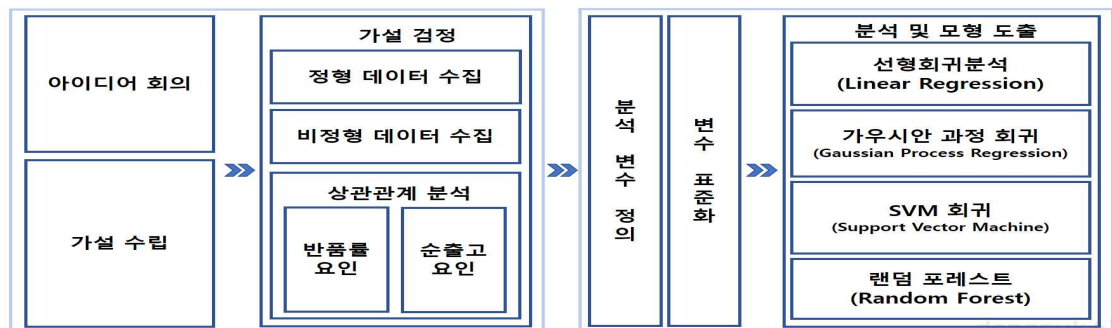 아이디어 회의
가설 수립
가설 검정
정형 데이터 수집
비정형 데이터 수집
상관관계 분석
반품률
요인
순출고
요인
분석 변수 정의
변수 표준화
분석 및 모형 도출
선형회귀분석
(Linear Regression)
가우시안 과정 회귀
(Gaussian Process Regression)
SVM 회귀
(Support Vector Machine)
랜덤 포레스트
(Random Forest)